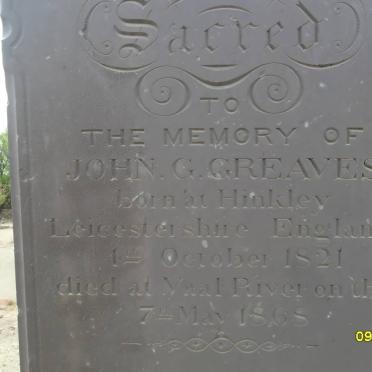 Sacred
TO
THE MEMORY OF
JOHN. G. GREAVES
born at Hinkley
Leicestershire England
1st October 1821
died at Vaal River on th
7th May 1868
09